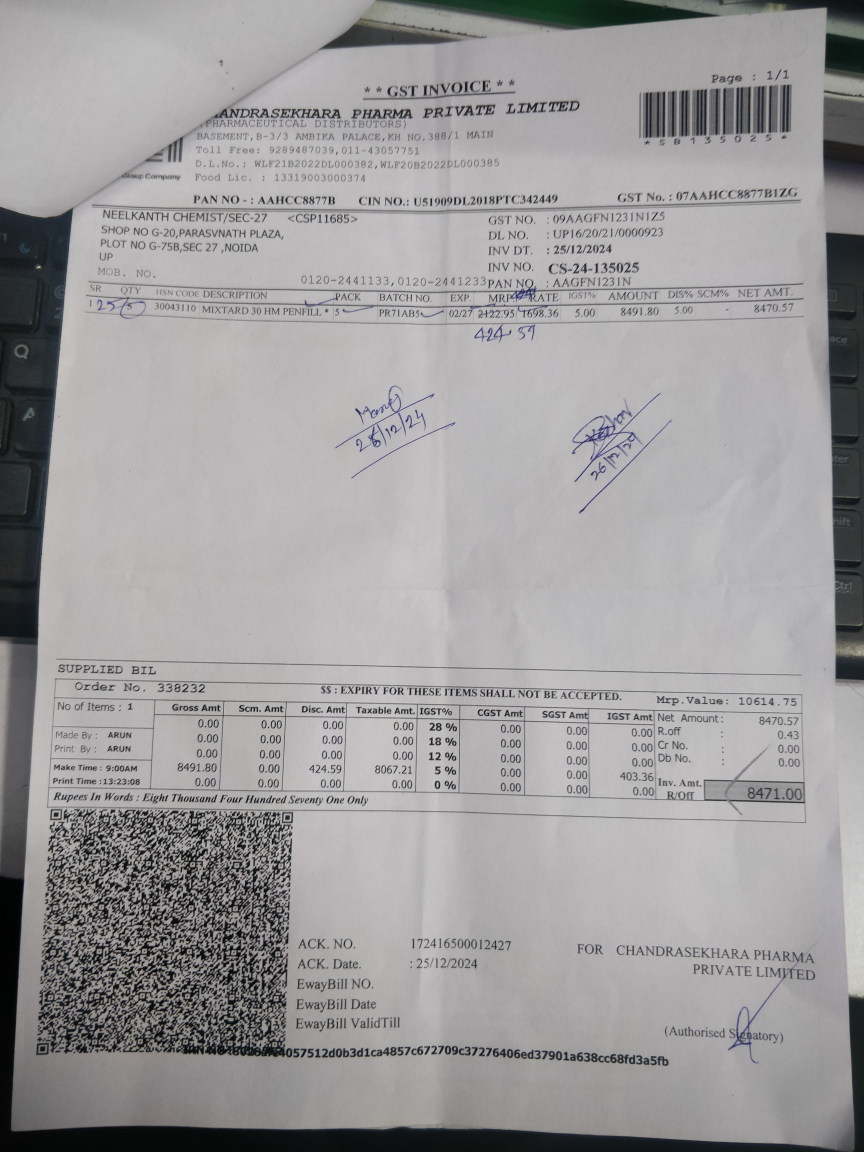 ** GST INVOICE **
Page : 1/1
HANDRASEKHARA PHARMA PRIVATE LIMITED
(PHARMACEUTICAL DISTRIBUTORS)
BASEMENT,B-3/3 AMBIKA PALACE,KH NO,388/1 MAIN
Toll Free: 9289487039,011-43057751
D.L.No.: WLF21B2022DL000382,WLF20B2022DL000385
Food Lic. : 13319003000374
Group Company
*SB135025*
PAN NO - : AAHCC8877B CIN NO.: U51909DL2018PTC342449 GST No. : 07AAHCC8877B1ZG
NEELKANTH CHEMIST/SEC-27 <CSP11685>
SHOP NO G-20,PARASVNATH PLAZA,
PLOT NO G-75B,SEC 27 ,NOIDA
UP
MOB. NO. 0120-2441133,0120-2441233
GST NO. : 09AAGFN1231N1Z5
DL NO. : UP16/20/21/0000923
INV DT. : 25/12/2024
INV NO. CS-24-135025
PAN NO. : AAGFN1231N
SR QTY HSN CODE DESCRIPTION PACK BATCH NO. EXP. MRP RATE IGST% AMOUNT DIS% SCM% NET AMT.
1 25 5 30043110 MIXTARD 30 HM PENFILL * 5 PR71AB5 02/27 2122.95 1698.36 5.00 8491.80 5.00 - 8470.57
424.59
26/12/24
26/12/24
SUPPLIED BIL
Order No. 338232 $$ : EXPIRY FOR THESE ITEMS SHALL NOT BE ACCEPTED. Mrp.Value: 10614.75
No of Items : 1
Made By : ARUN
Print By : ARUN
Make Time : 9:00AM
Print Time :13:23:08
Gross Amt Scm. Amt Disc. Amt Taxable Amt. IGST% CGST Amt SGST Amt IGST Amt
0.00 0.00 0.00 0.00 28 % 0.00 0.00 0.00
0.00 0.00 0.00 0.00 18 % 0.00 0.00 0.00
0.00 0.00 0.00 0.00 12 % 0.00 0.00 0.00
8491.80 0.00 424.59 8067.21 5 % 0.00 0.00 403.36
0.00 0.00 0.00 0.00 0 % 0.00 0.00 0.00
Net Amount: 8470.57
R.off : 0.43
Cr No. : 0.00
Db No. : 0.00
Inv. Amt. R/Off 8471.00
Rupees In Words : Eight Thousand Four Hundred Seventy One Only
ACK. NO. 172416500012427
ACK. Date. : 25/12/2024
EwayBill NO.
EwayBill Date
EwayBill ValidTill
FOR CHANDRASEKHARA PHARMA
PRIVATE LIMITED
(Authorised Signatory)
4057512d0b3d1ca4857c672709c37276406ed37901a638cc68fd3a5fb